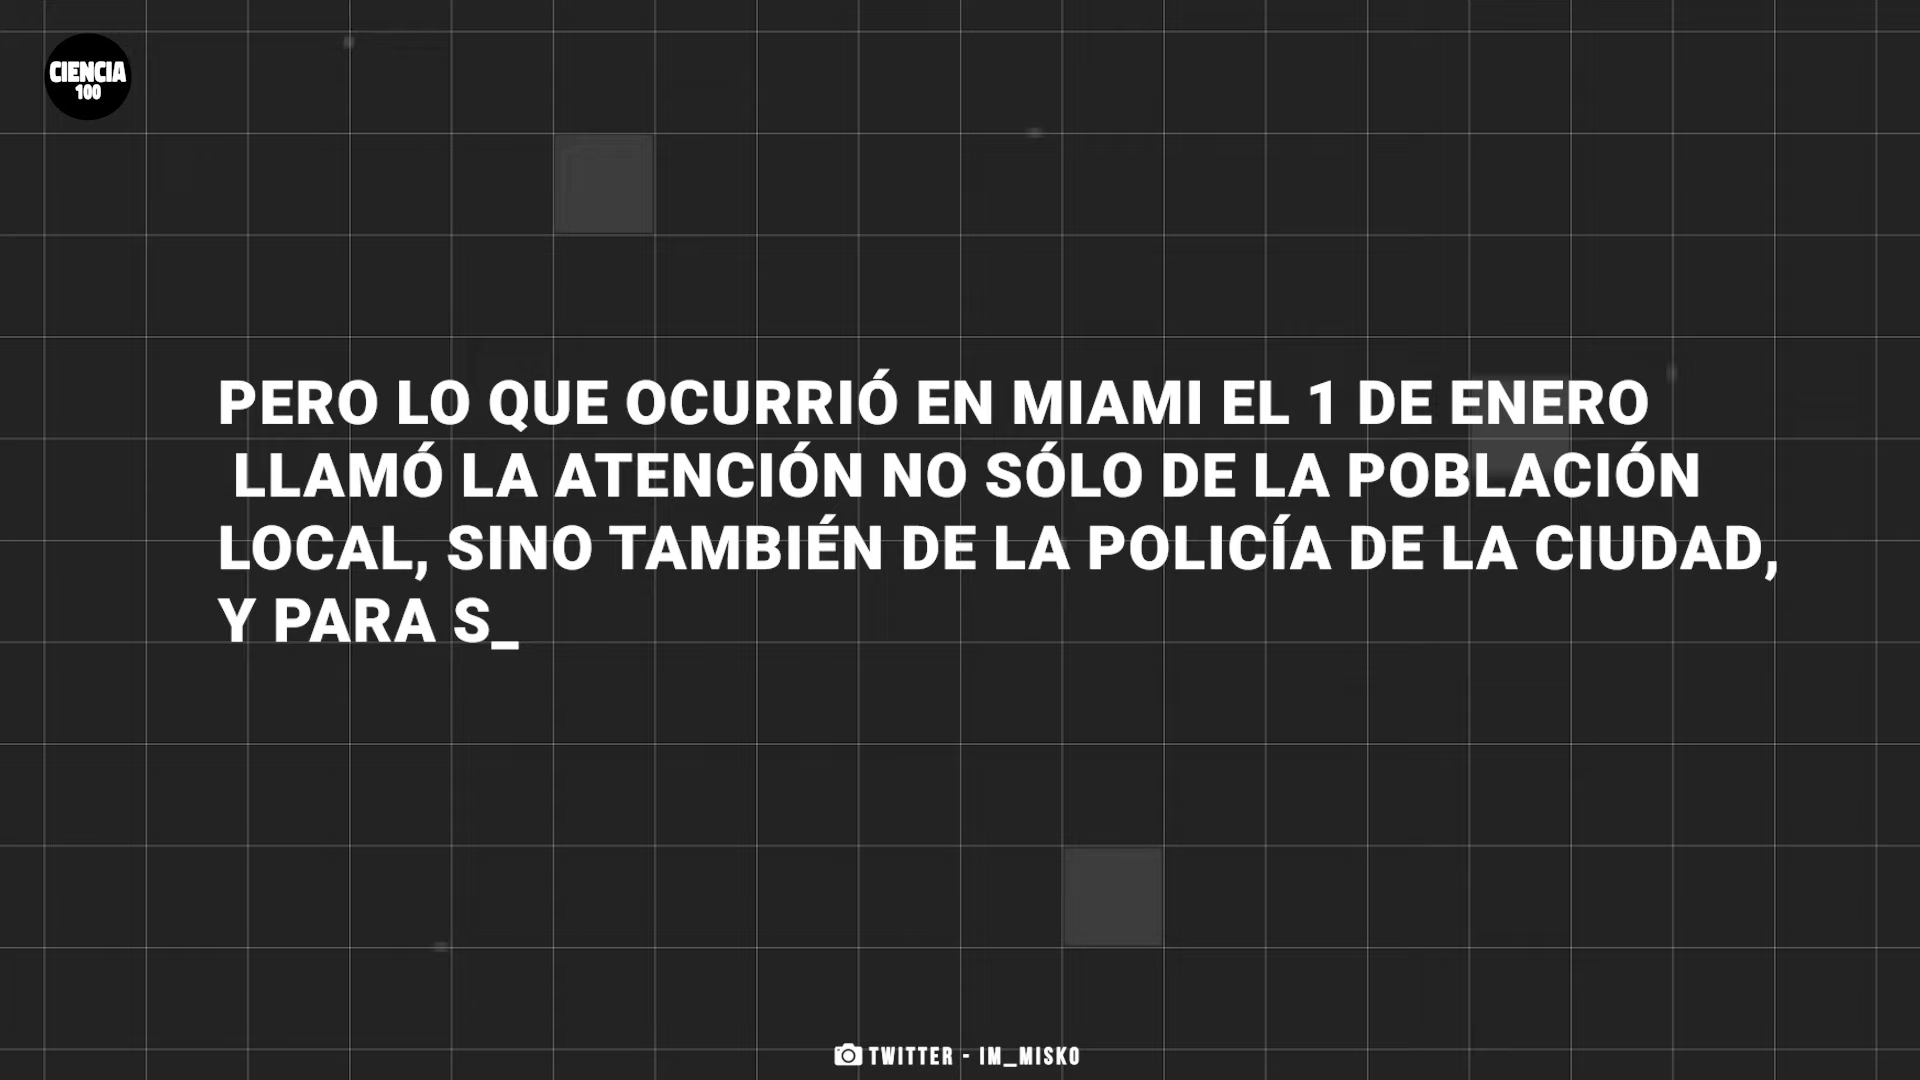 CIENCIA
100
PERO LO QUE OCURRIÓ EN MIAMI EL 1 DE ENERO
LLAMÓ LA ATENCIÓN NO SÓLO DE LA POBLACIÓN
LOCAL, SINO TAMBIÉN DE LA POLICÍA DE LA CIUDAD,
Y PARA S_
TWITTER - IM_MISKO